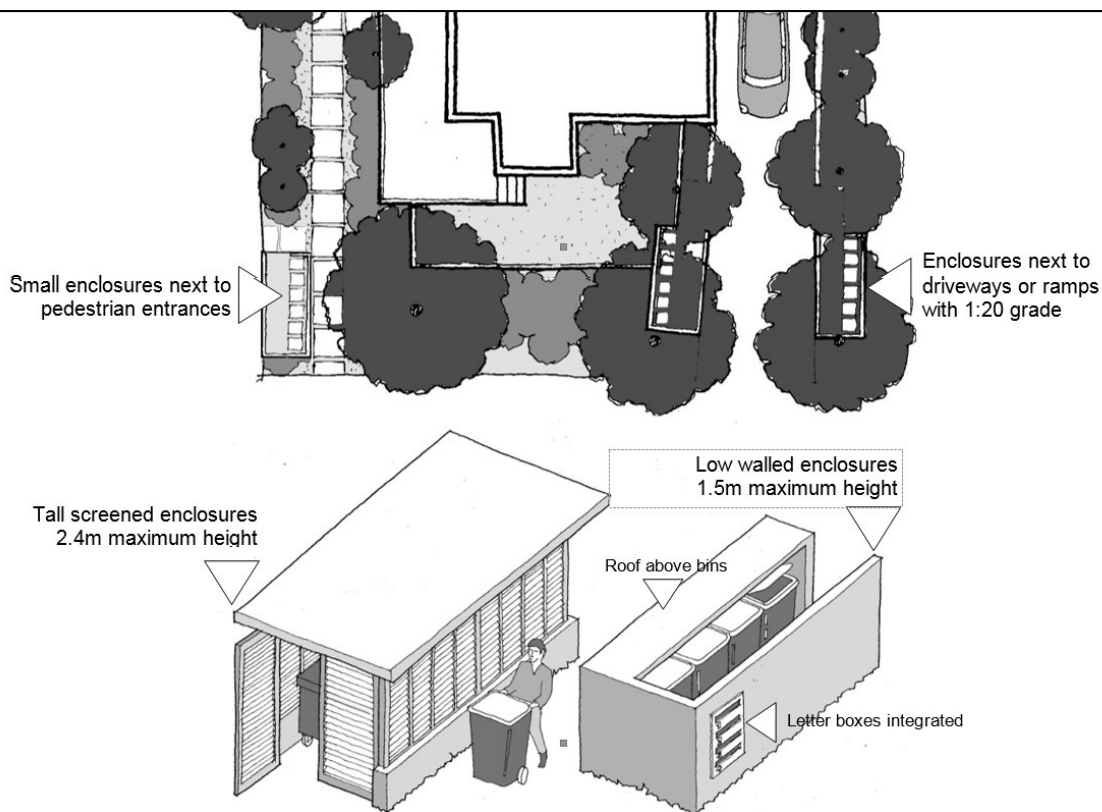 Small enclosures next to
pedestrian entrances
Enclosures next to
driveways or ramps
with 1:20 grade
Low walled enclosures
1.5m maximum height
Tall screened enclosures
2.4m maximum height
Roof above bins
Letter boxes integrated